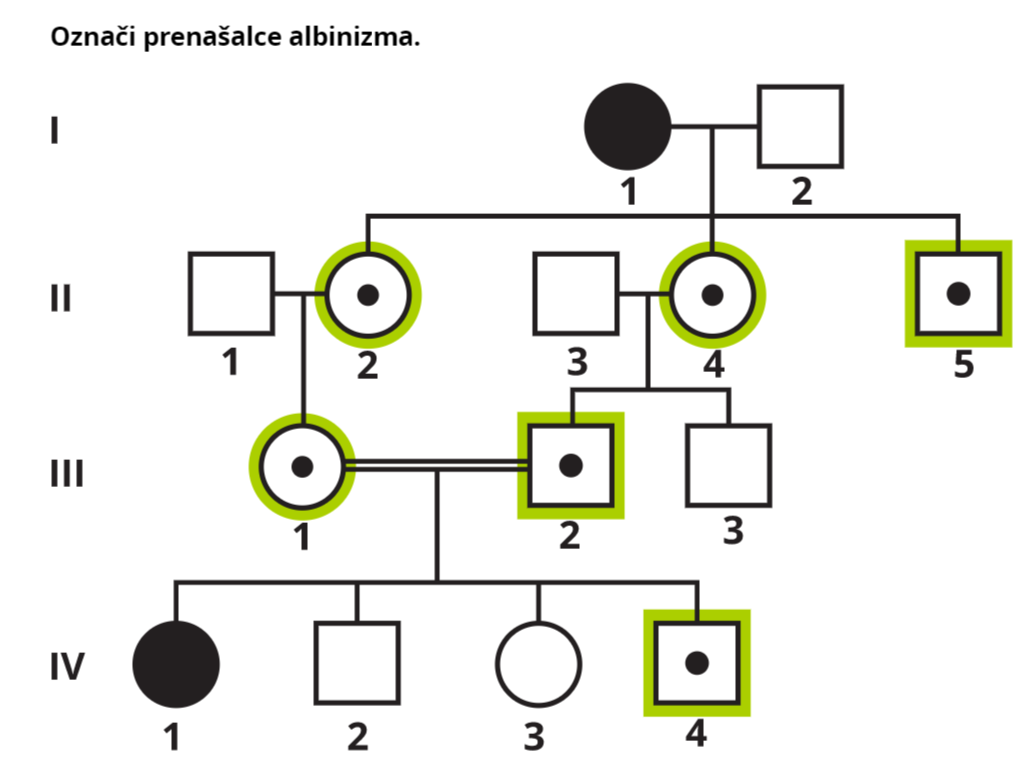 Označi prenašalce albinizma.
I
1 2
II
1 2 3 4 5
III
1 2 3
IV
1 2 3 4